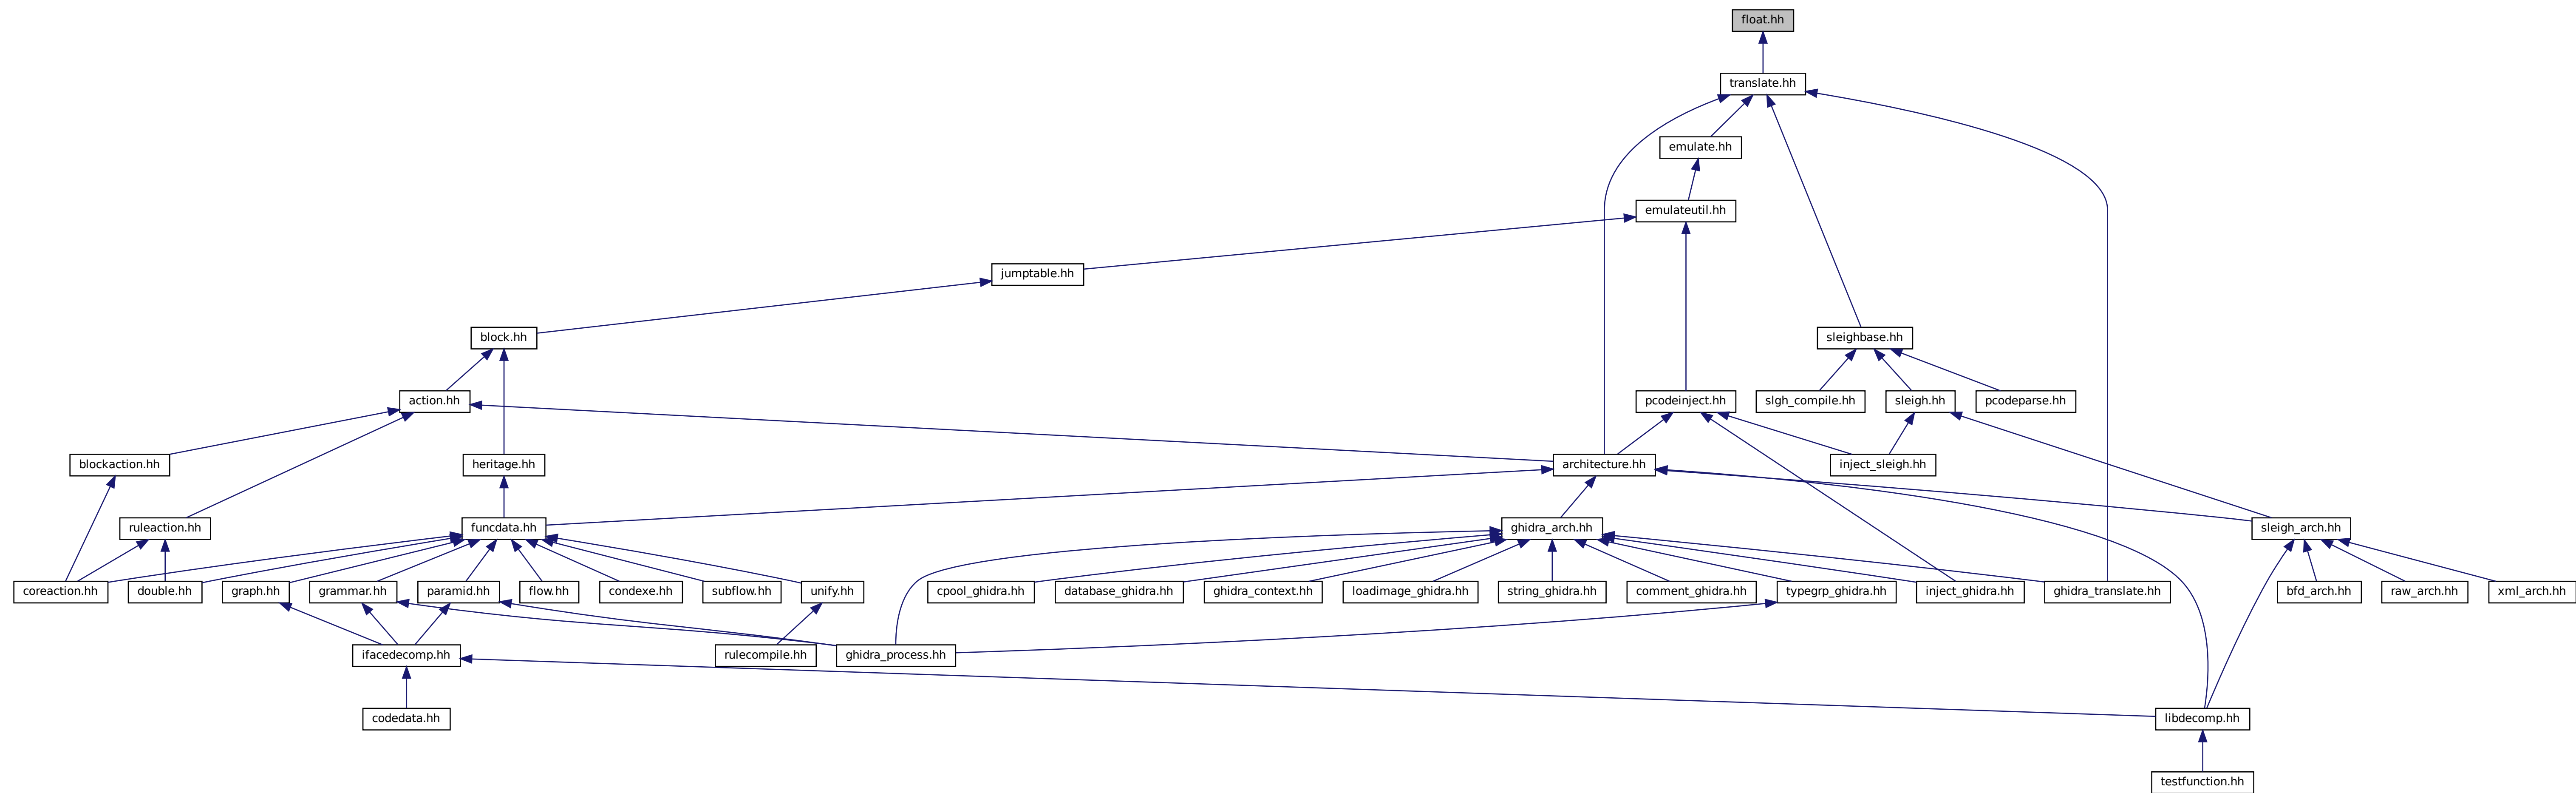 float.hh
translate.hh
emulate.hh
emulateutil.hh
jumptable.hh
block.hh
sleighbase.hh
action.hh
pcodeinject.hh
slgh_compile.hh
sleigh.hh
pcodeparse.hh
blockaction.hh
heritage.hh
architecture.hh
inject_sleigh.hh
ruleaction.hh
funcdata.hh
ghidra_arch.hh
sleigh_arch.hh
coreaction.hh
double.hh
graph.hh
grammar.hh
paramid.hh
flow.hh
condexe.hh
subflow.hh
unify.hh
cpool_ghidra.hh
database_ghidra.hh
ghidra_context.hh
loadimage_ghidra.hh
string_ghidra.hh
comment_ghidra.hh
typegrp_ghidra.hh
inject_ghidra.hh
ghidra_translate.hh
bfd_arch.hh
raw_arch.hh
xml_arch.hh
ifacedecomp.hh
rulecompile.hh
ghidra_process.hh
codedata.hh
libdecomp.hh
testfunction.hh